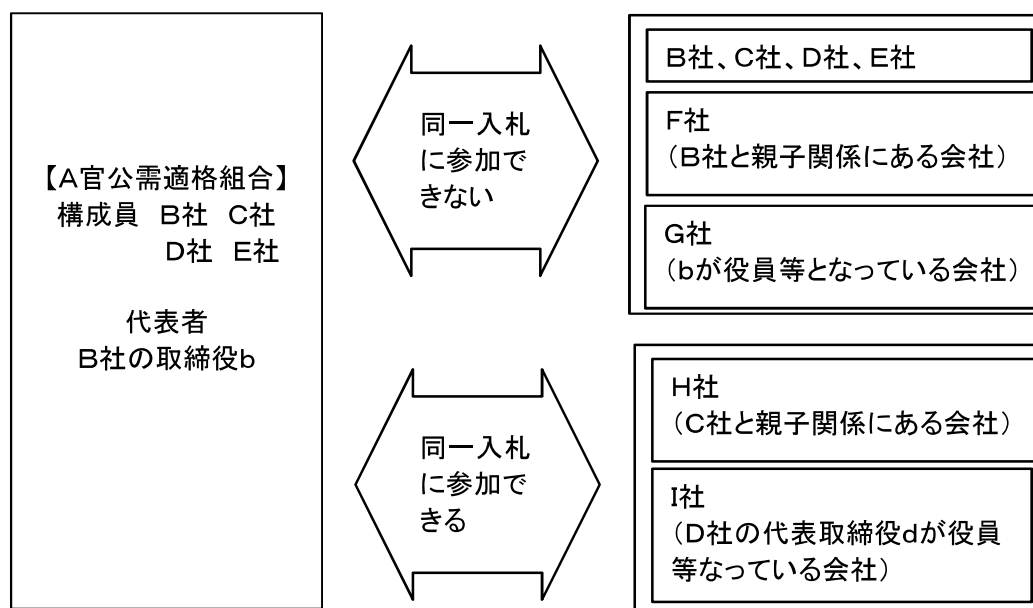 【A官公需適格組合】
構成員　B社　C社
D社　E社
代表者
B社の取締役b
同一入札
に参加で
きない
B社、C社、D社、E社
F社
（B社と親子関係にある会社）
G社
（bが役員等となっている会社）
同一入札
に参加で
きる
H社
（C社と親子関係にある会社）
I社
（D社の代表取締役dが役員
等なっている会社）